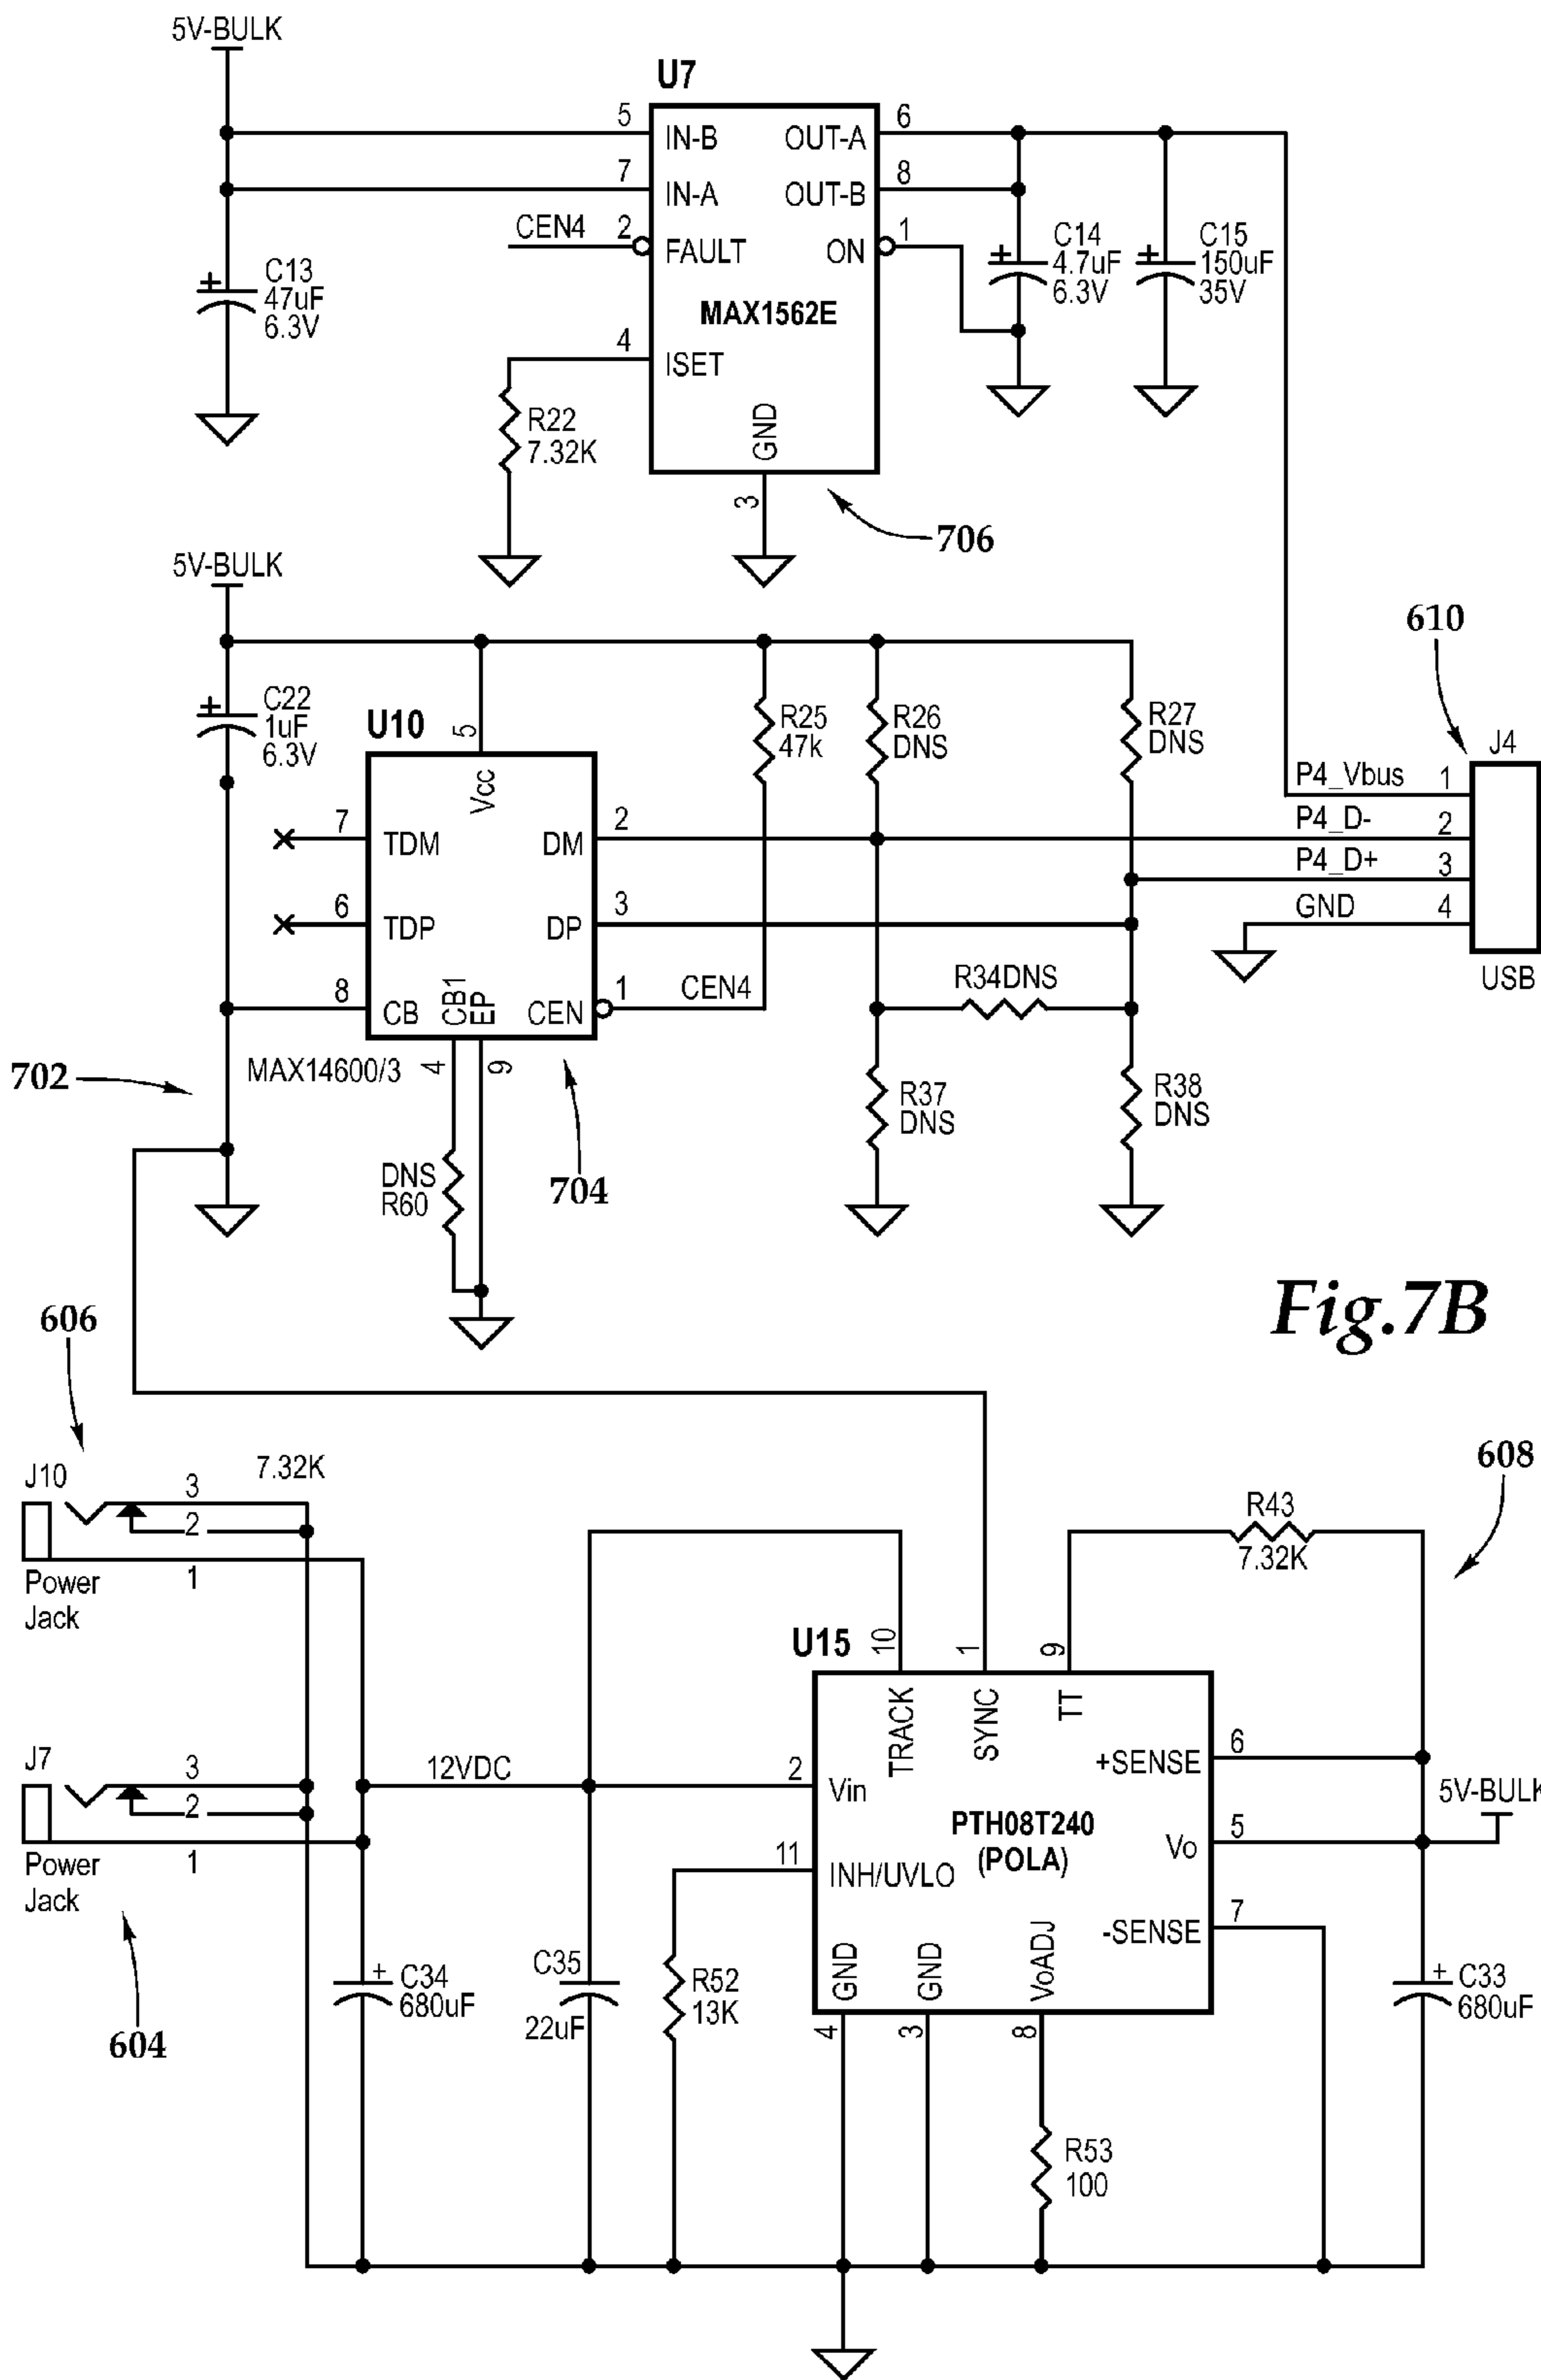 5V-BULK
U7
5
IN-B
OUT-A
6
7
IN-A
OUT-B
8
CEN4
2
FAULT
ON
1
C13
47uF
6.3V
C14
4.7uF
6.3V
C15
150uF
35V
MAX1562E
4
ISET
R22
7.32K
GND
3
706
5V-BULK
610
C22
1uF
6.3V
U10
5
Vcc
R25
47k
R26
DNS
R27
DNS
J4
P4_Vbus
1
7
TDM
DM
2
P4_D-
2
P4_D+
3
6
TDP
DP
3
GND
4
USB
R34DNS
8
CB
CB1
EP
CEN
1
CEN4
702
MAX14600/3
4
9
R37
DNS
R38
DNS
DNS
R60
704
Fig.7B
606
J10
3
7.32K
2
1
Power
Jack
608
R43
7.32K
U15
10
1
9
TRACK
SYNC
TT
J7
3
2
1
Power
Jack
12VDC
2
Vin
+SENSE
6
PTH08T240
(POLA)
5V-BULK
Vo
5
11
INH/UVLO
-SENSE
7
604
C34
+
680uF
C35
22uF
R52
13K
GND
GND
VoADJ
4
3
8
+
C33
680uF
R53
100